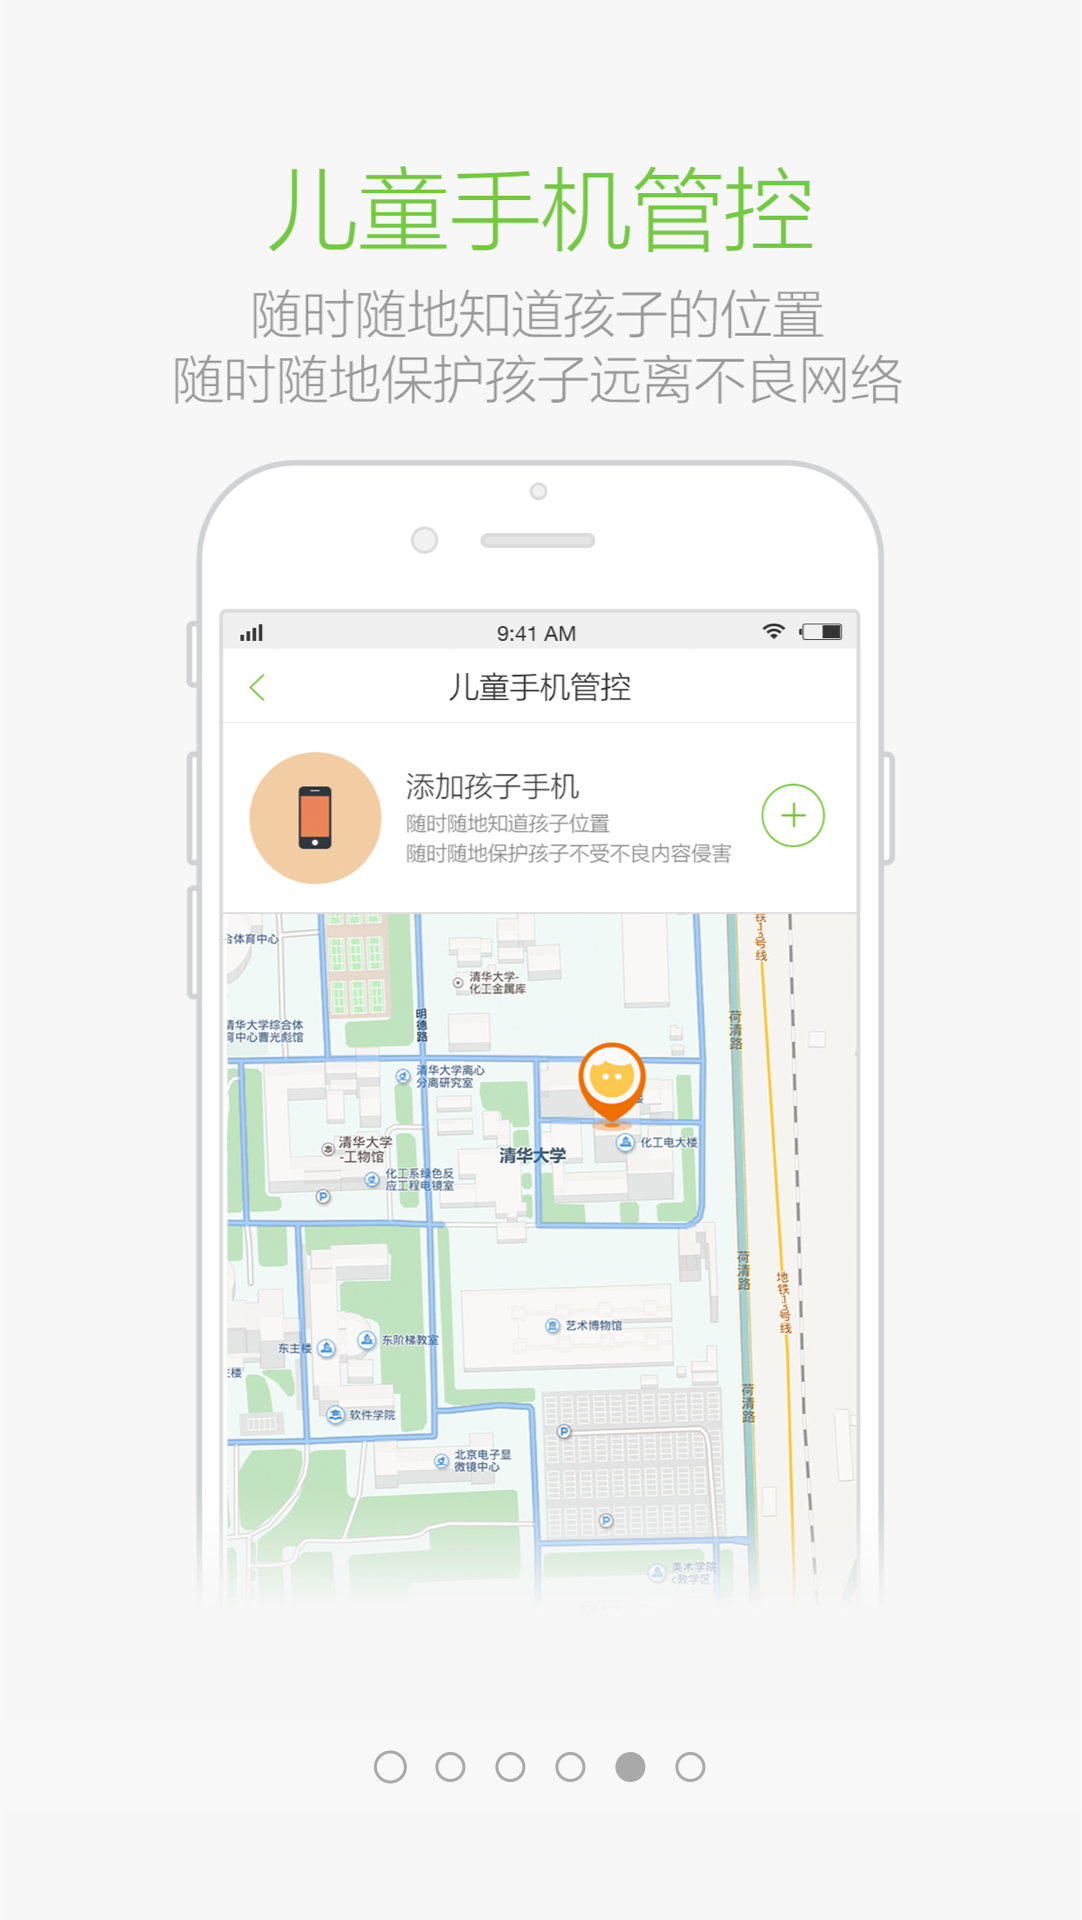 儿童手机管控
随时随地知道孩子的位置
随时随地保护孩子远离不良网络
9:41 AM
儿童手机管控
添加孩子手机
随时随地知道孩子位置
随时随地保护孩子不受不良内容侵害
合体育中心
铁13号线
清华大学-
化工金属库
明德路
荷清路
清华大学综合体
育中心曹光彪馆
清华大学离心
分离研究室
清华大学
-工物馆
清华大学
化工电大楼
化工系绿色反
应工程电镜室
P
荷清路
地铁13号线
艺术博物馆
东主楼
东阶梯教室
主楼
荷清路
软件学院
P
北京电子显
微镜中心
P
美术学院
c教学区